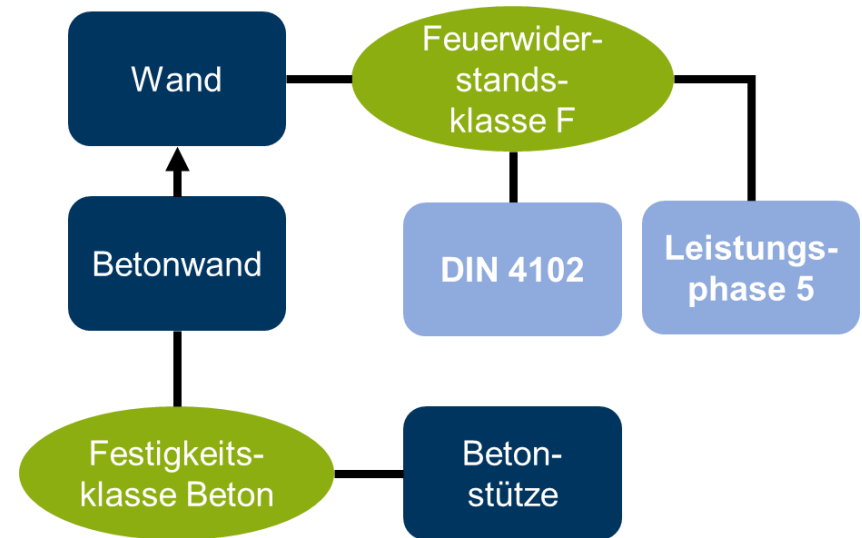 Wand
Feuerwider-
stands-
klasse F
Betonwand
DIN 4102
Leistungs-
phase 5
Festigkeits-
klasse Beton
Beton-
stütze